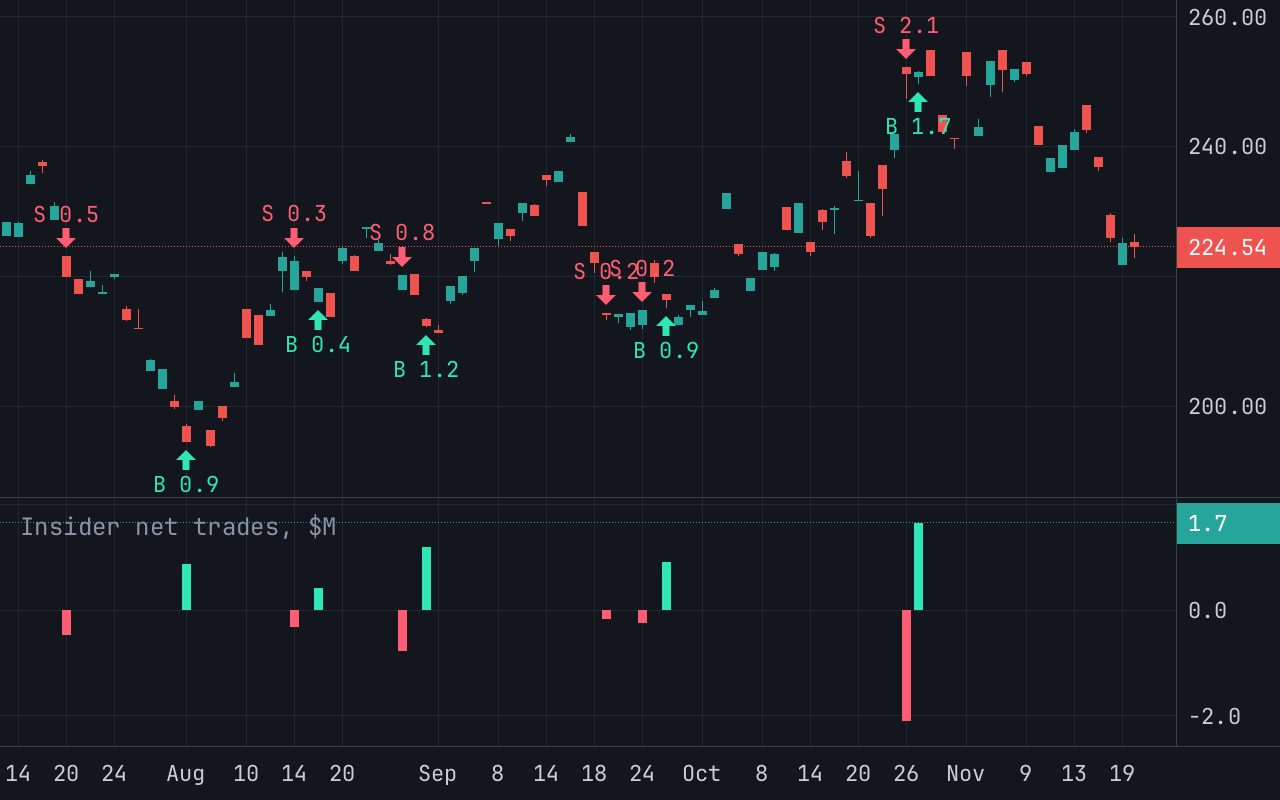 260.00
S 2.1
B 1.7
240.00
S 0.5
S 0.3
S 0.8
224.54
S 0.2
S 0.2
B 0.4
B 0.9
B 1.2
200.00
B 0.9
Insider net trades, $M
1.7
0.0
-2.0
14 20 24 Aug 10 14 20 Sep 8 14 18 24 Oct 8 14 20 26 Nov 9 13 19